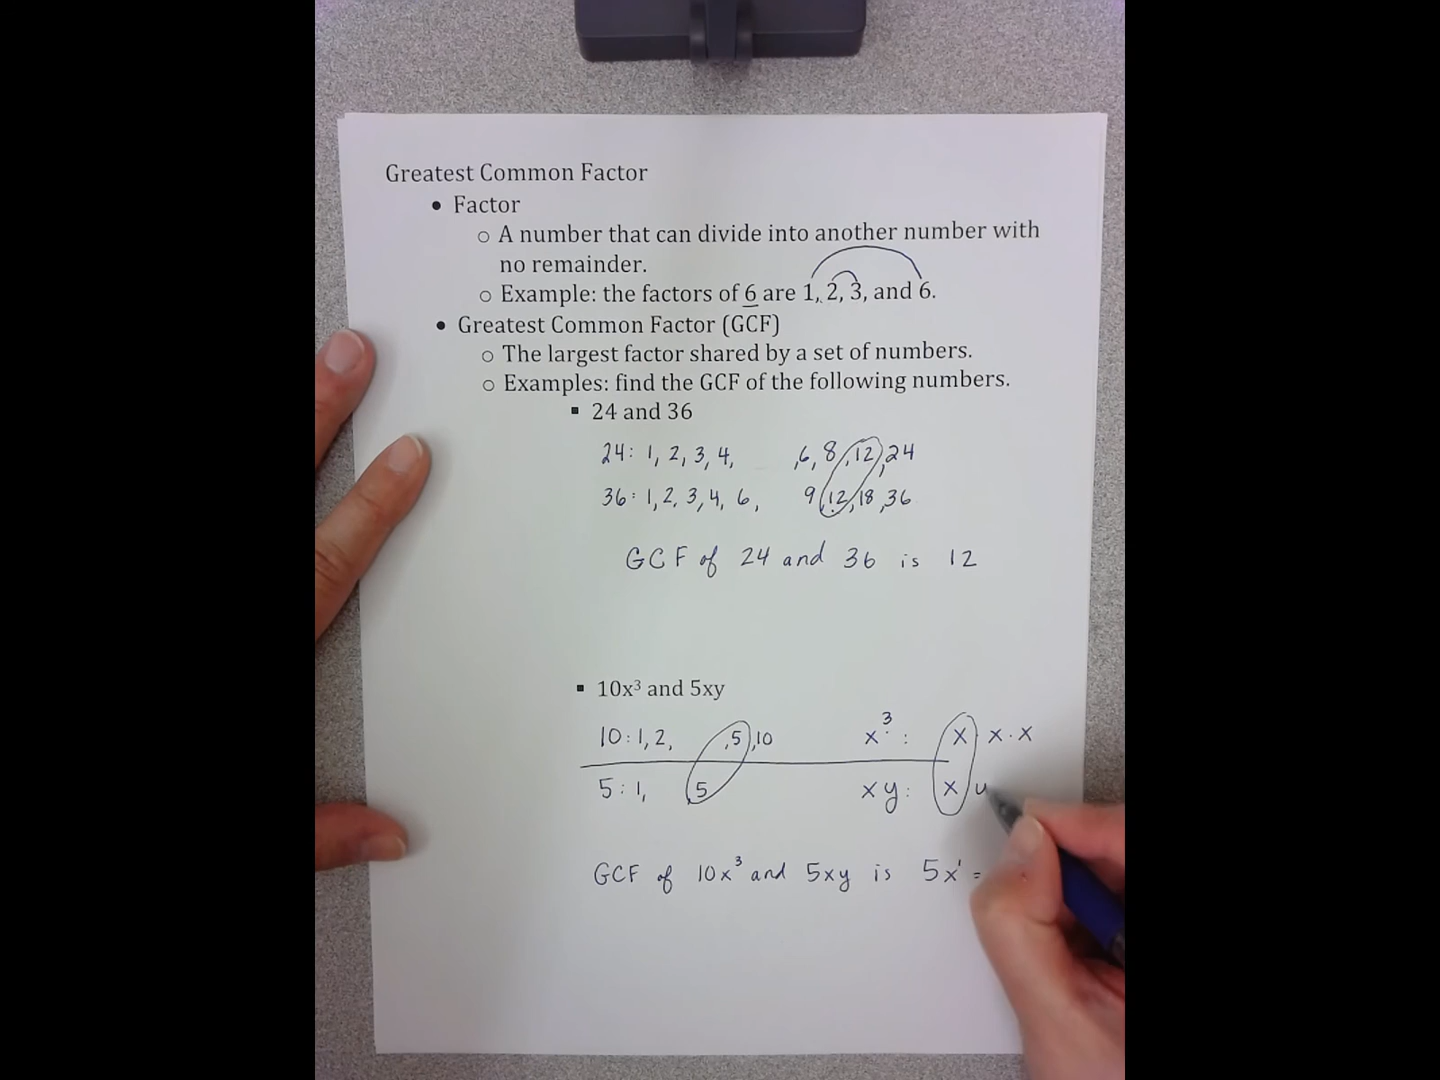 Greatest Common Factor
• Factor
○ A number that can divide into another number with
no remainder.
○ Example: the factors of 6 are 1, 2, 3, and 6.
• Greatest Common Factor (GCF)
○ The largest factor shared by a set of numbers.
○ Examples: find the GCF of the following numbers.
▪ 24 and 36
24: 1, 2, 3, 4, ,6, 8, 12, 24
36: 1, 2, 3, 4, 6, 9, 12, 18, 36
GCF of 24 and 36 is 12
▪ 10x³ and 5xy
10: 1, 2, ,5, 10 x³ : x · x · x
5: 1, ,5 xy : x
GCF of 10x³ and 5xy is 5x¹ =